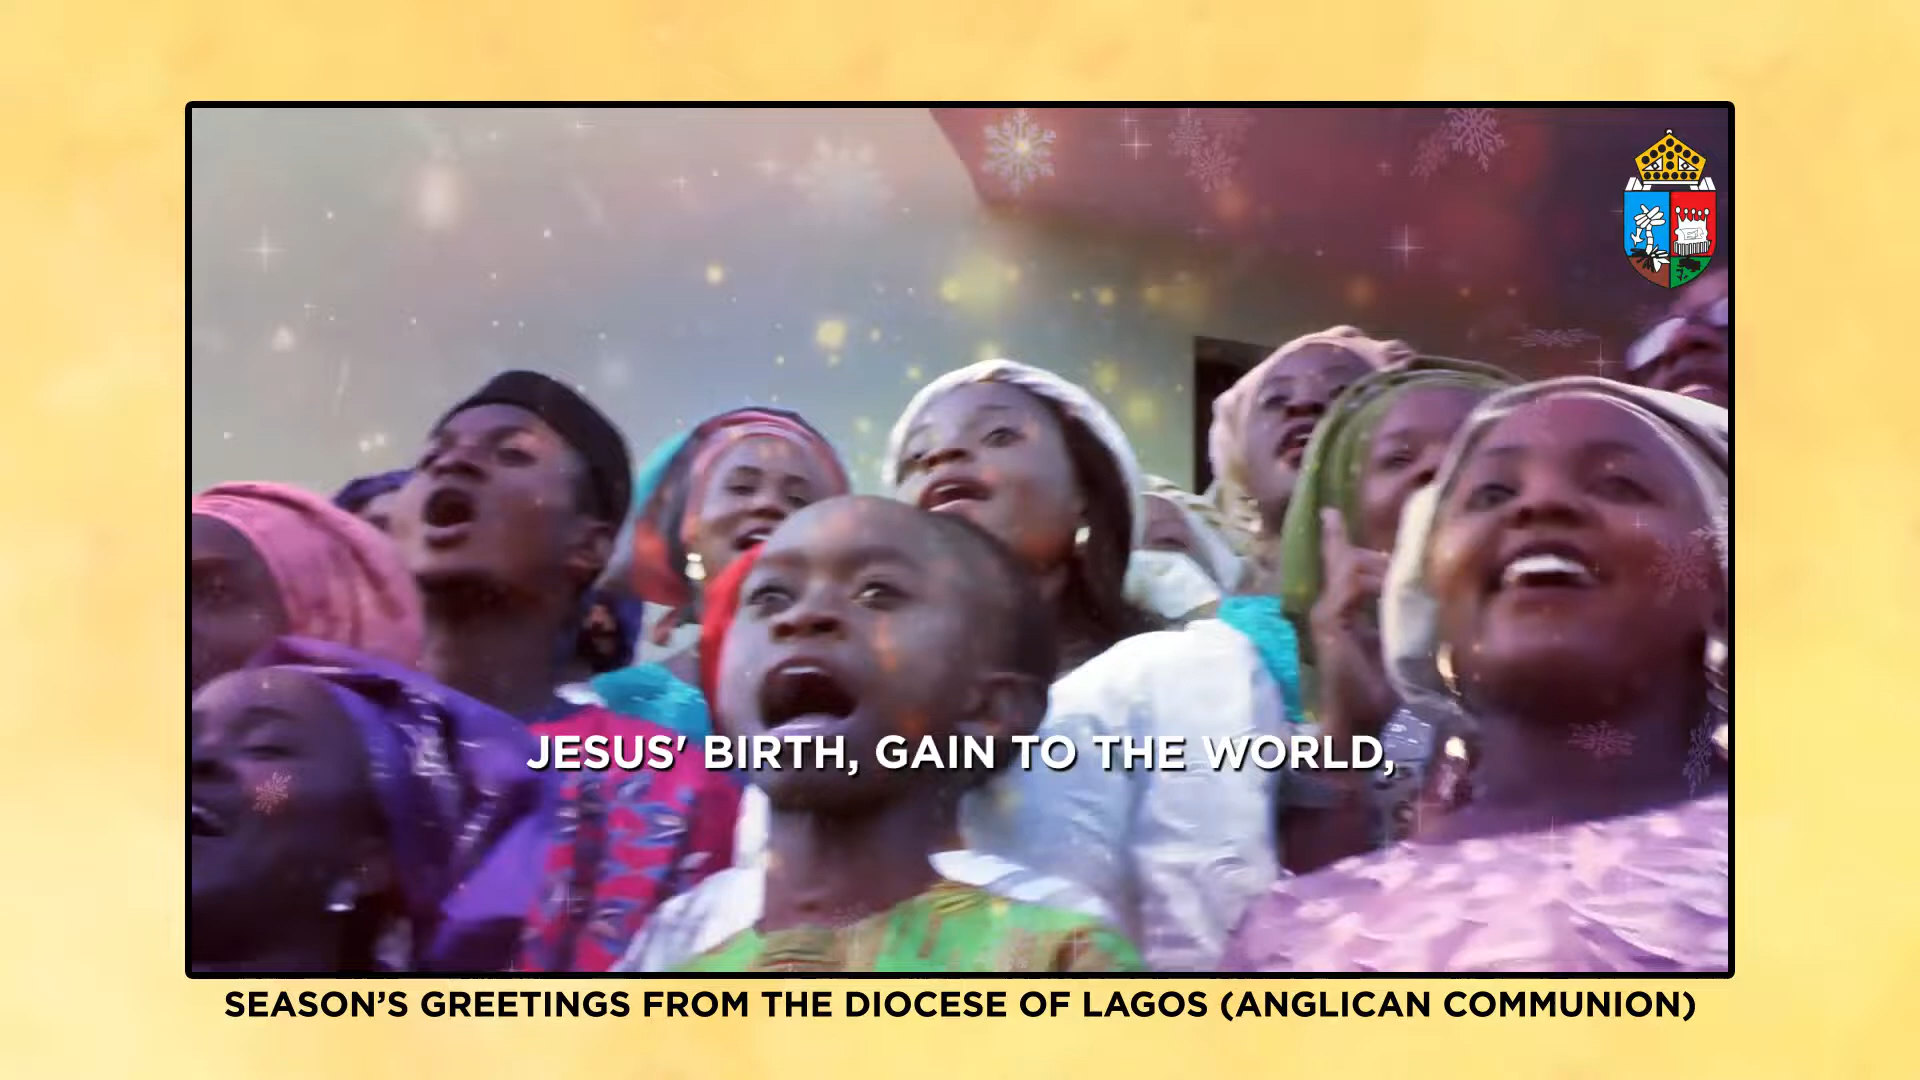 JESUS' BIRTH, GAIN TO THE WORLD,
SEASON’S GREETINGS FROM THE DIOCESE OF LAGOS (ANGLICAN COMMUNION)